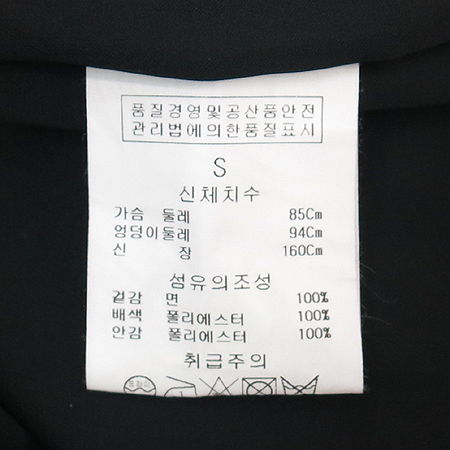 품질경영및공산품안전
관리법에의한품질표시
S
신체치수
가슴 둘레 85Cm
엉덩이둘레 94Cm
신 장 160Cm
섬유의조성
겉감 면 100%
배색 폴리에스터 100%
안감 폴리에스터 100%
취급주의